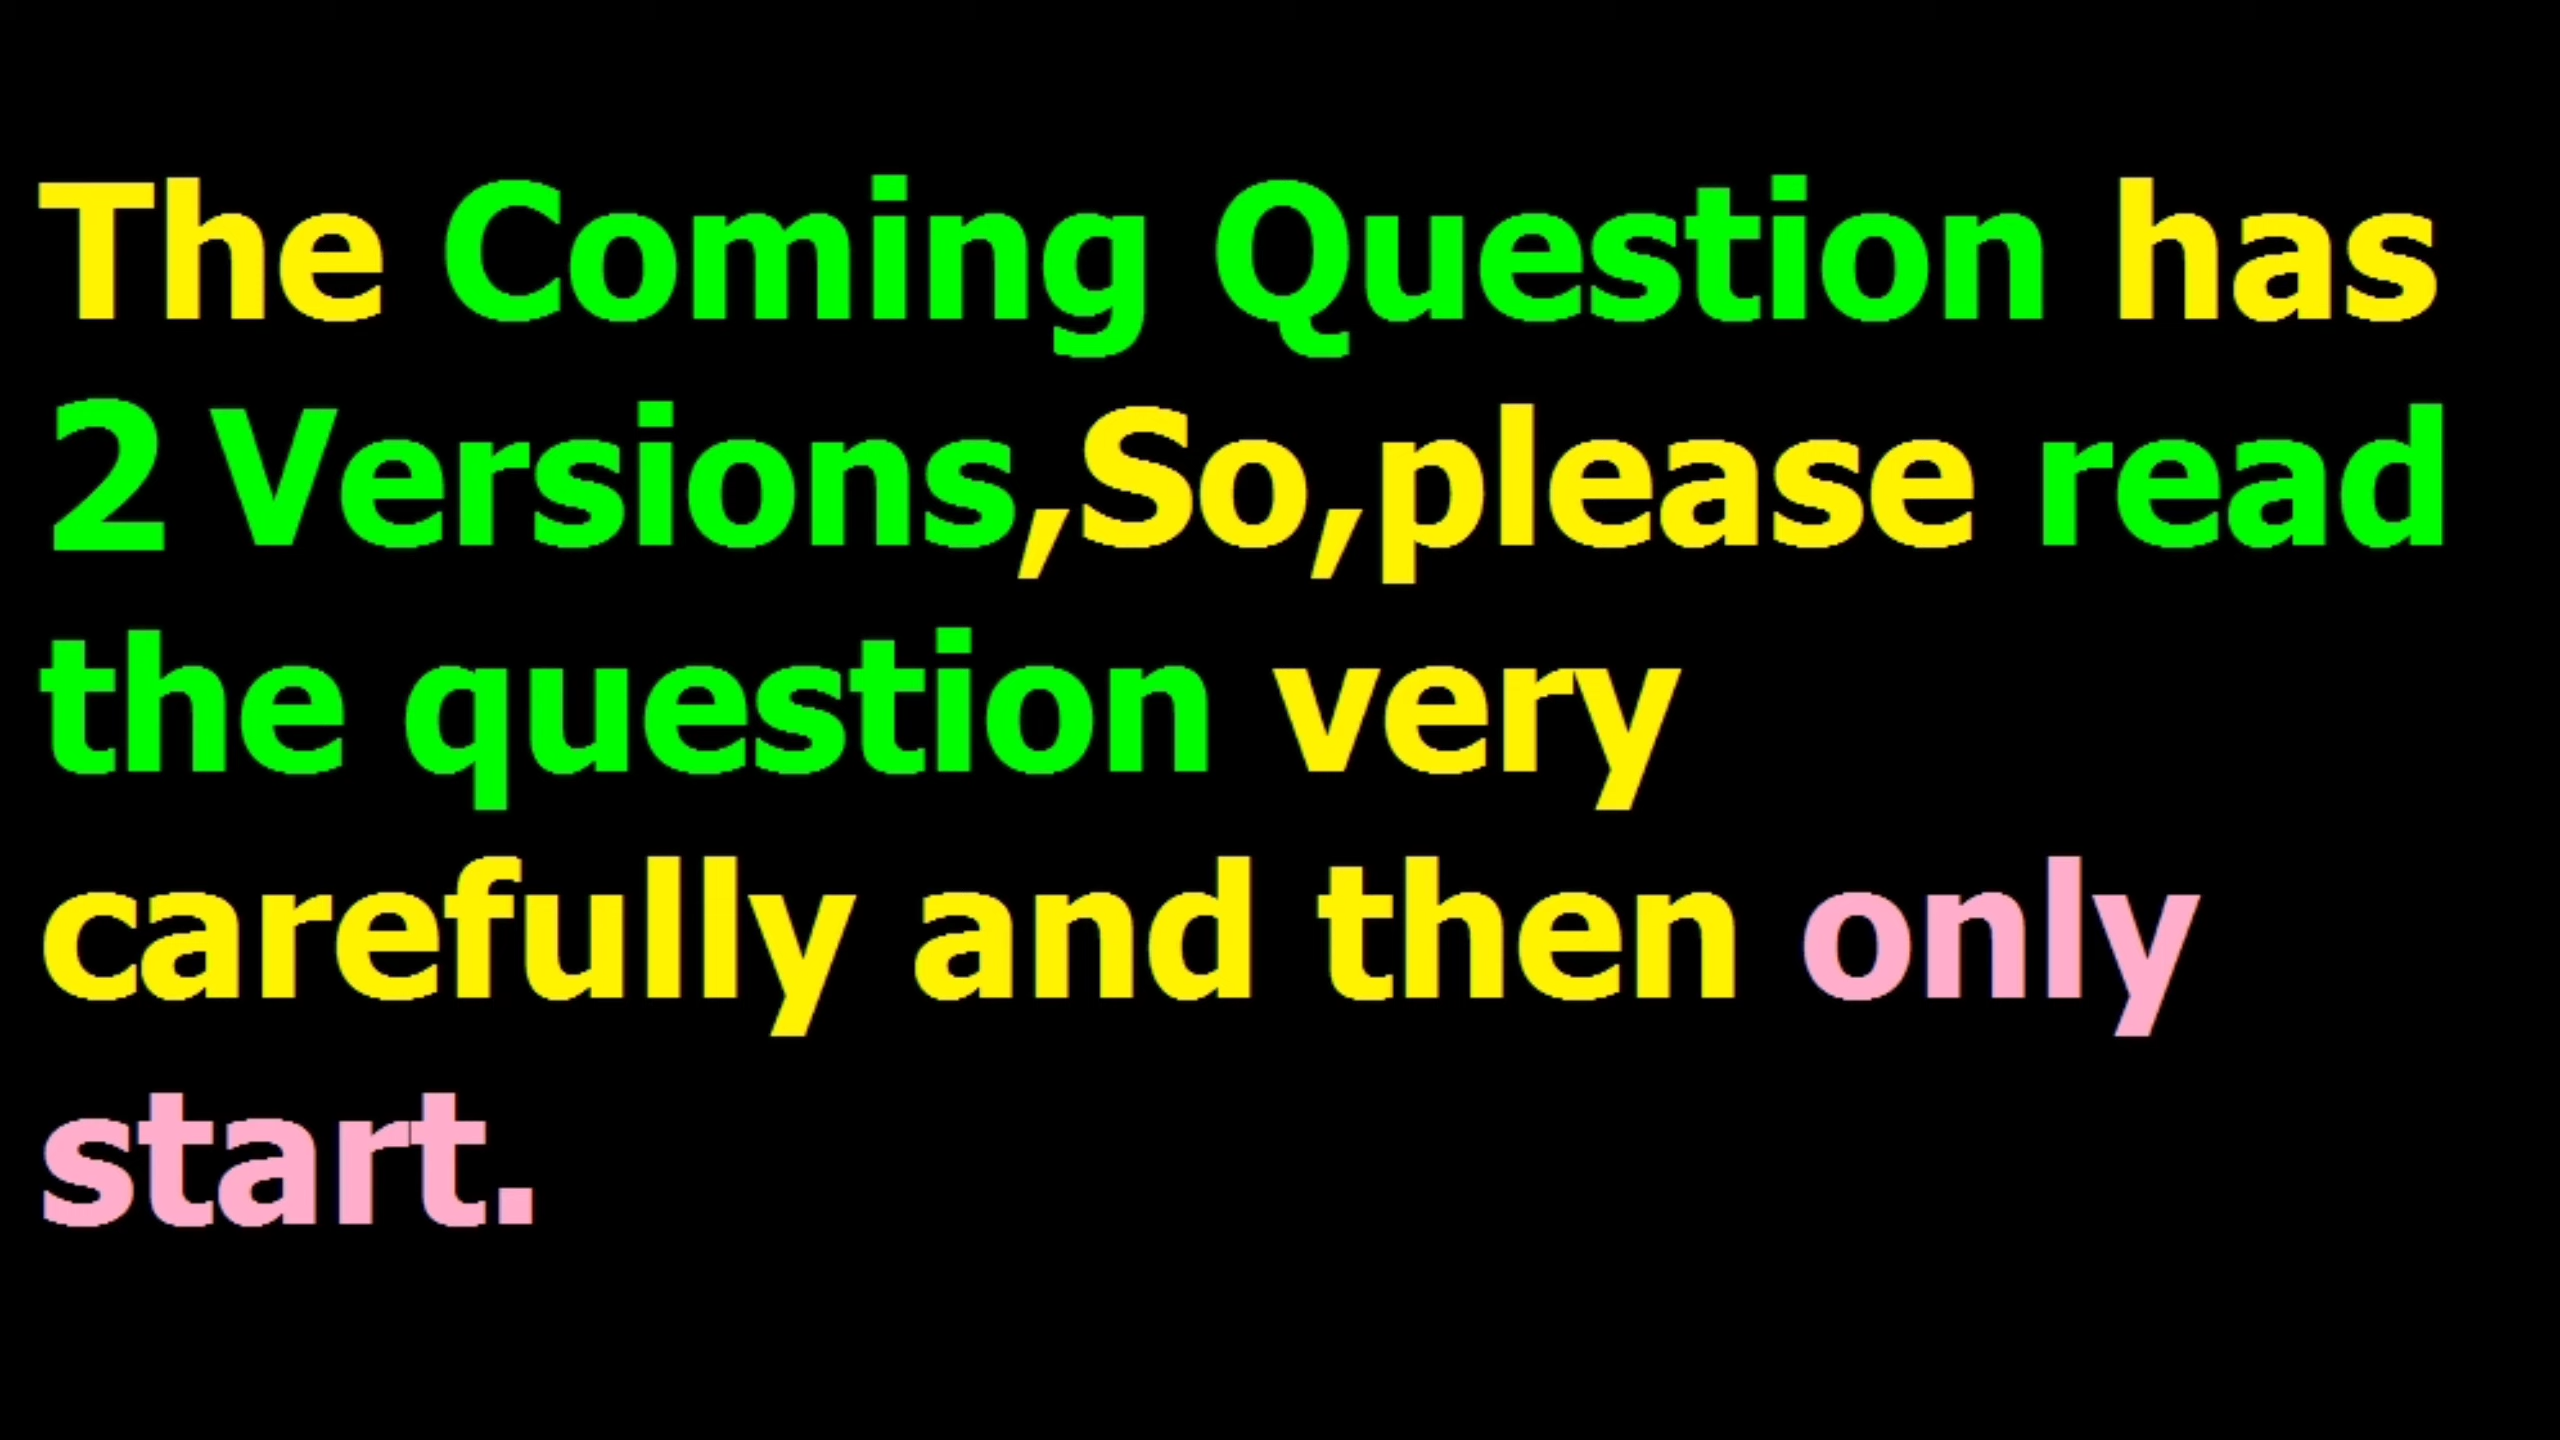 The Coming Question has
2 Versions,So,please read
the question very
carefully and then only
start.